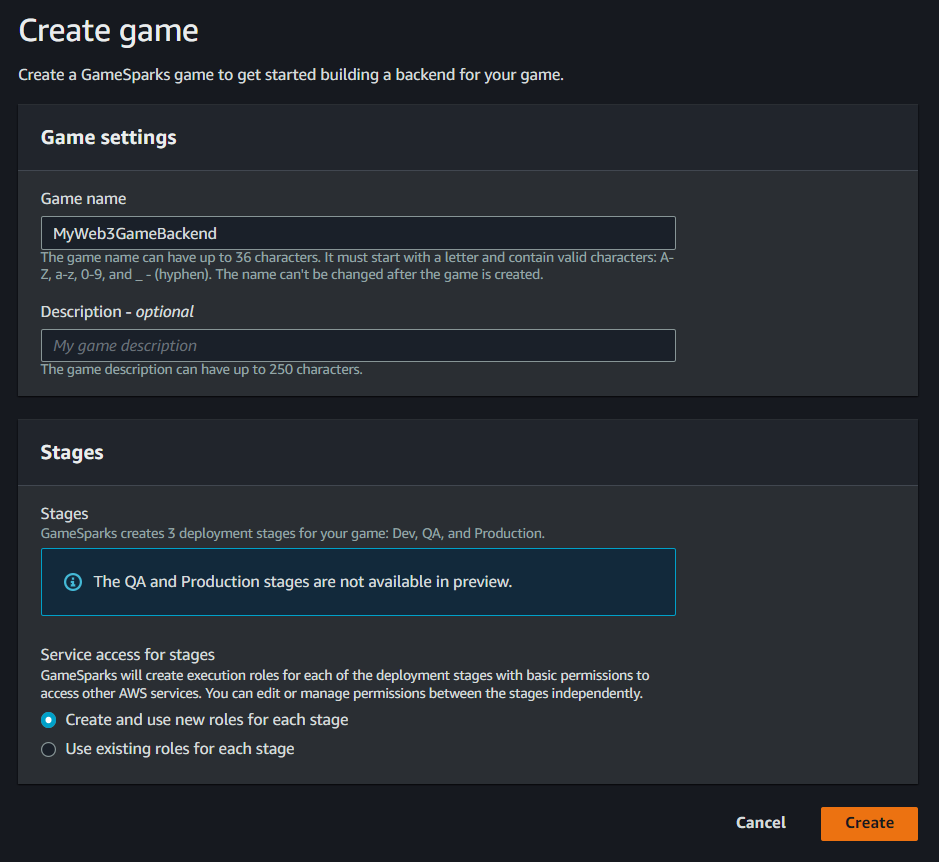 Create game
Create a GameSparks game to get started building a backend for your game.
Game settings
Game name
MyWeb3GameBackend
The game name can have up to 36 characters. It must start with a letter and contain valid characters: A-
Z, a-z, 0-9, and _ - (hyphen). The name can't be changed after the game is created.
Description - optional
My game description
The game description can have up to 250 characters.
Stages
Stages
GameSparks creates 3 deployment stages for your game: Dev, QA, and Production.
The QA and Production stages are not available in preview.
Service access for stages
GameSparks will create execution roles for each of the deployment stages with basic permissions to
access other AWS services. You can edit or manage permissions between the stages independently.
Create and use new roles for each stage
Use existing roles for each stage
Cancel
Create